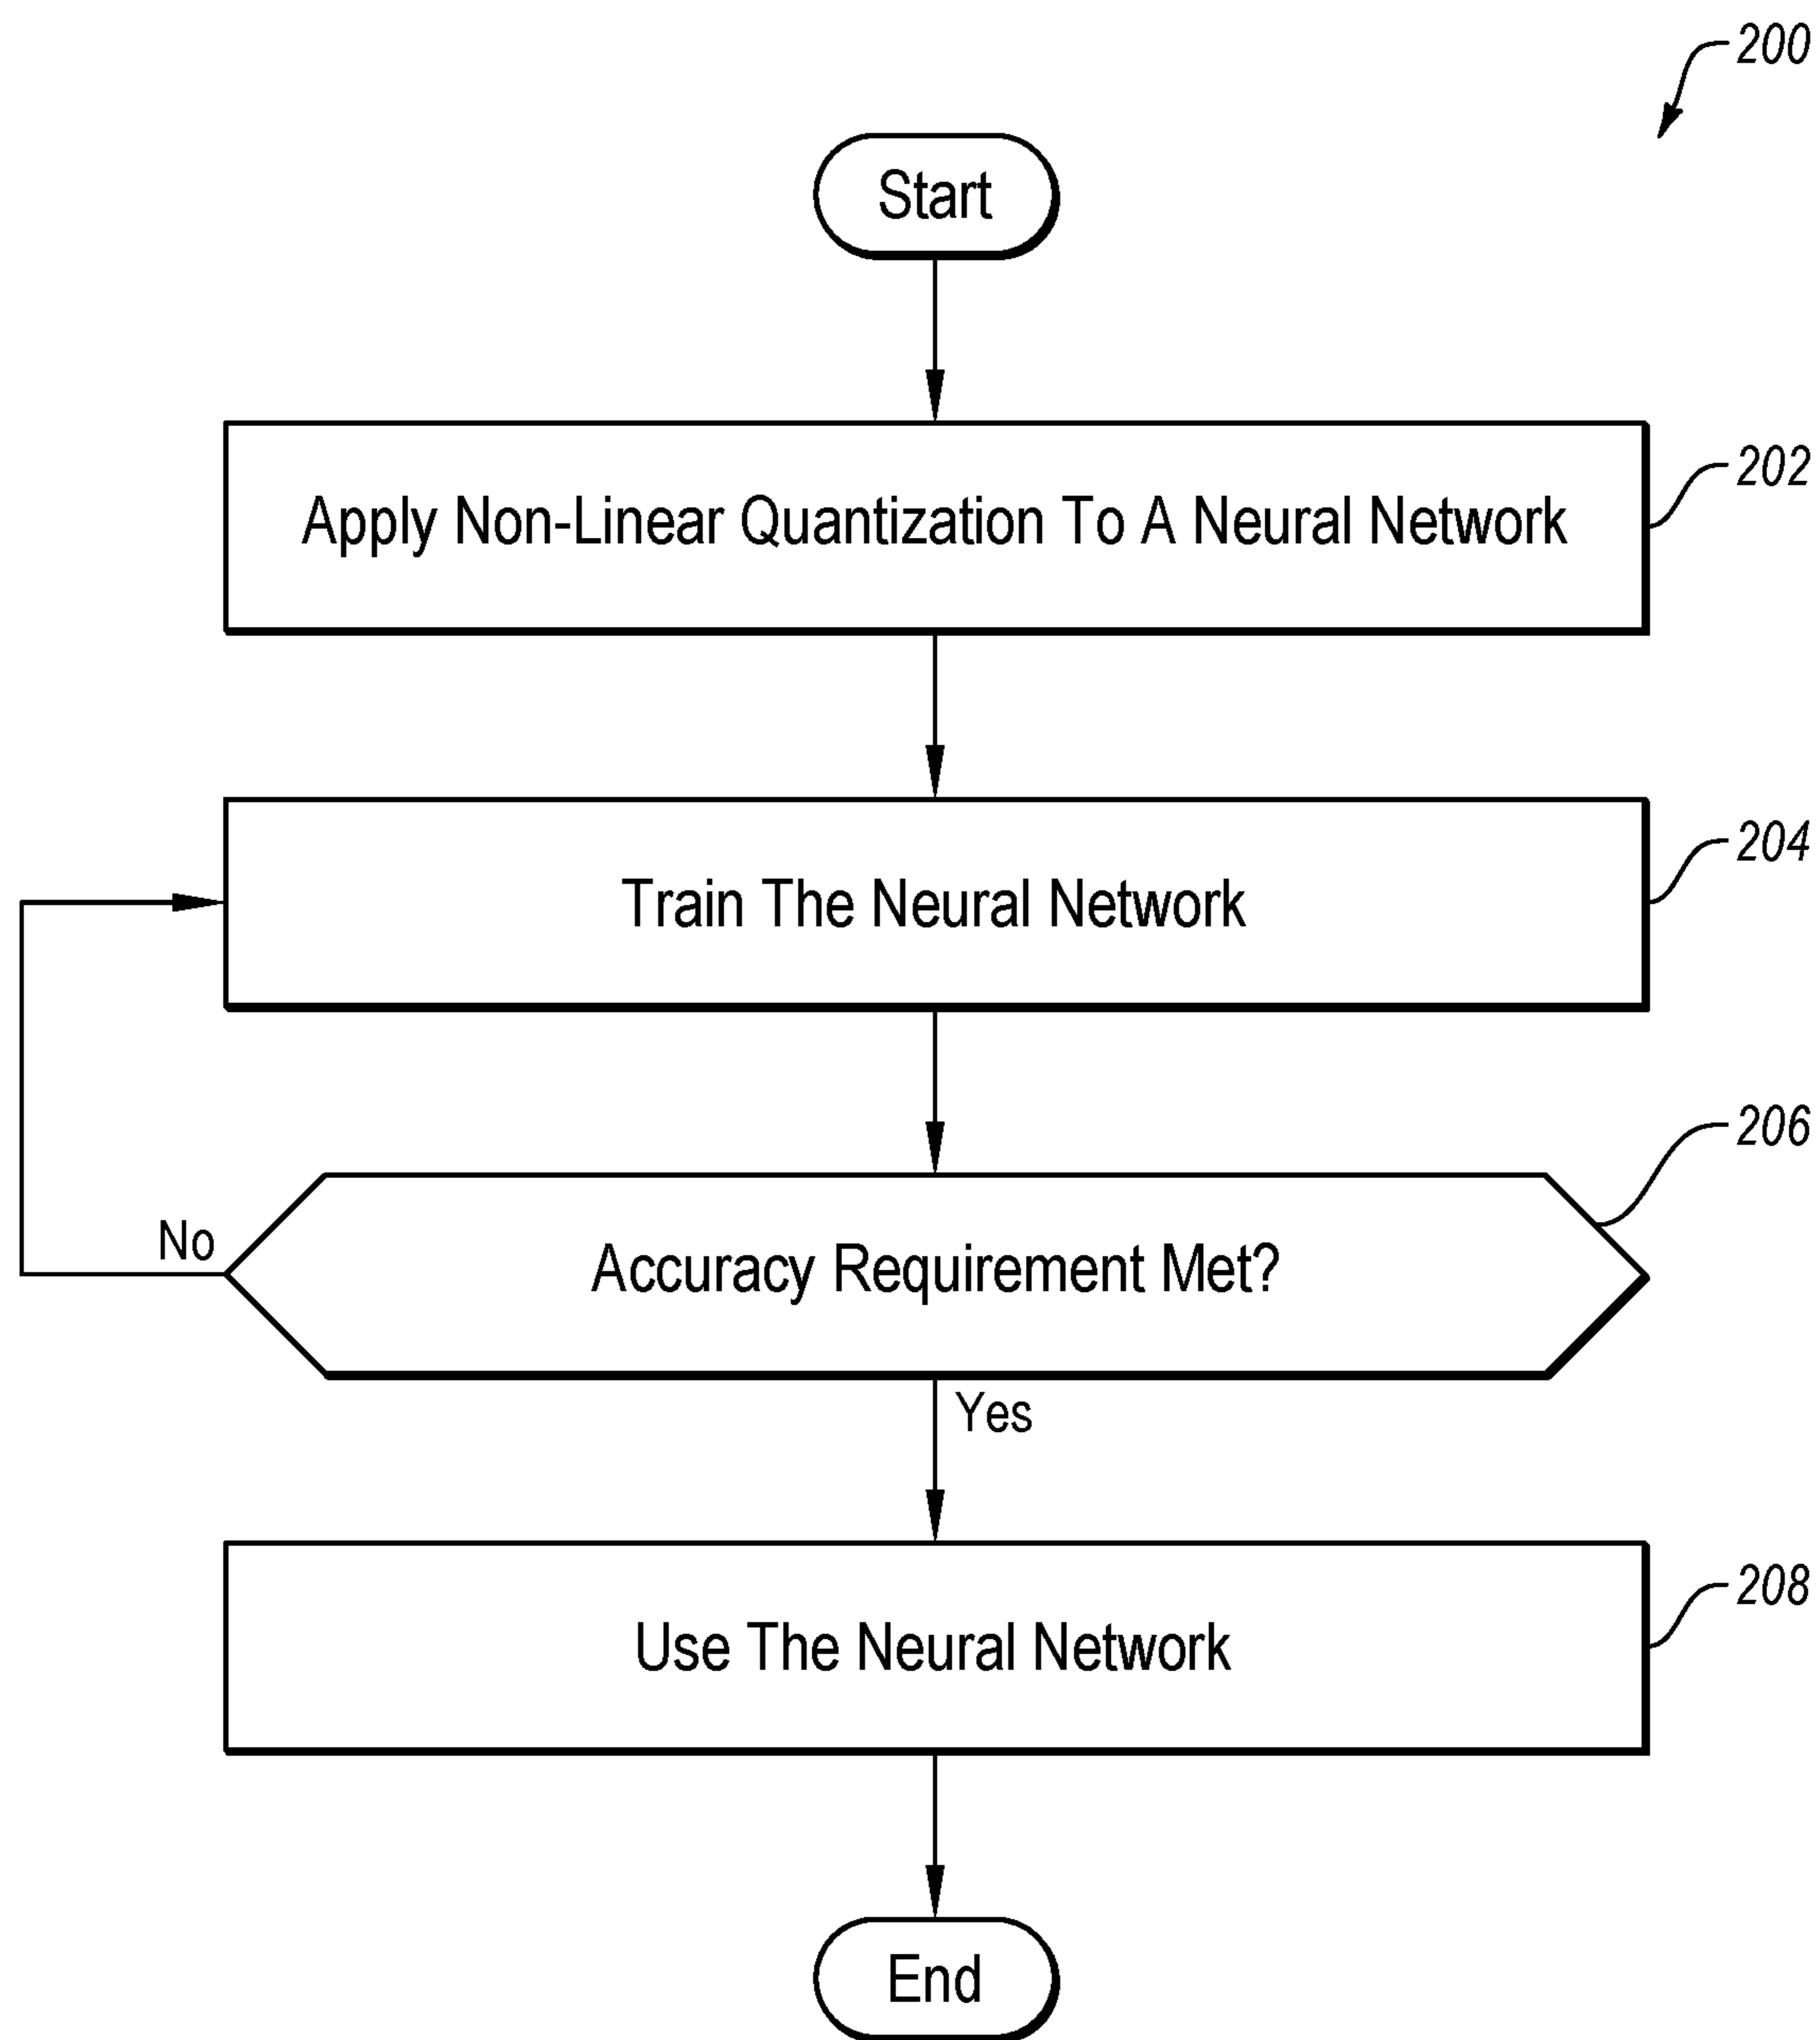 200
Start
Apply Non-Linear Quantization To A Neural Network
202
Train The Neural Network
204
206
No
Accuracy Requirement Met?
Yes
Use The Neural Network
208
End